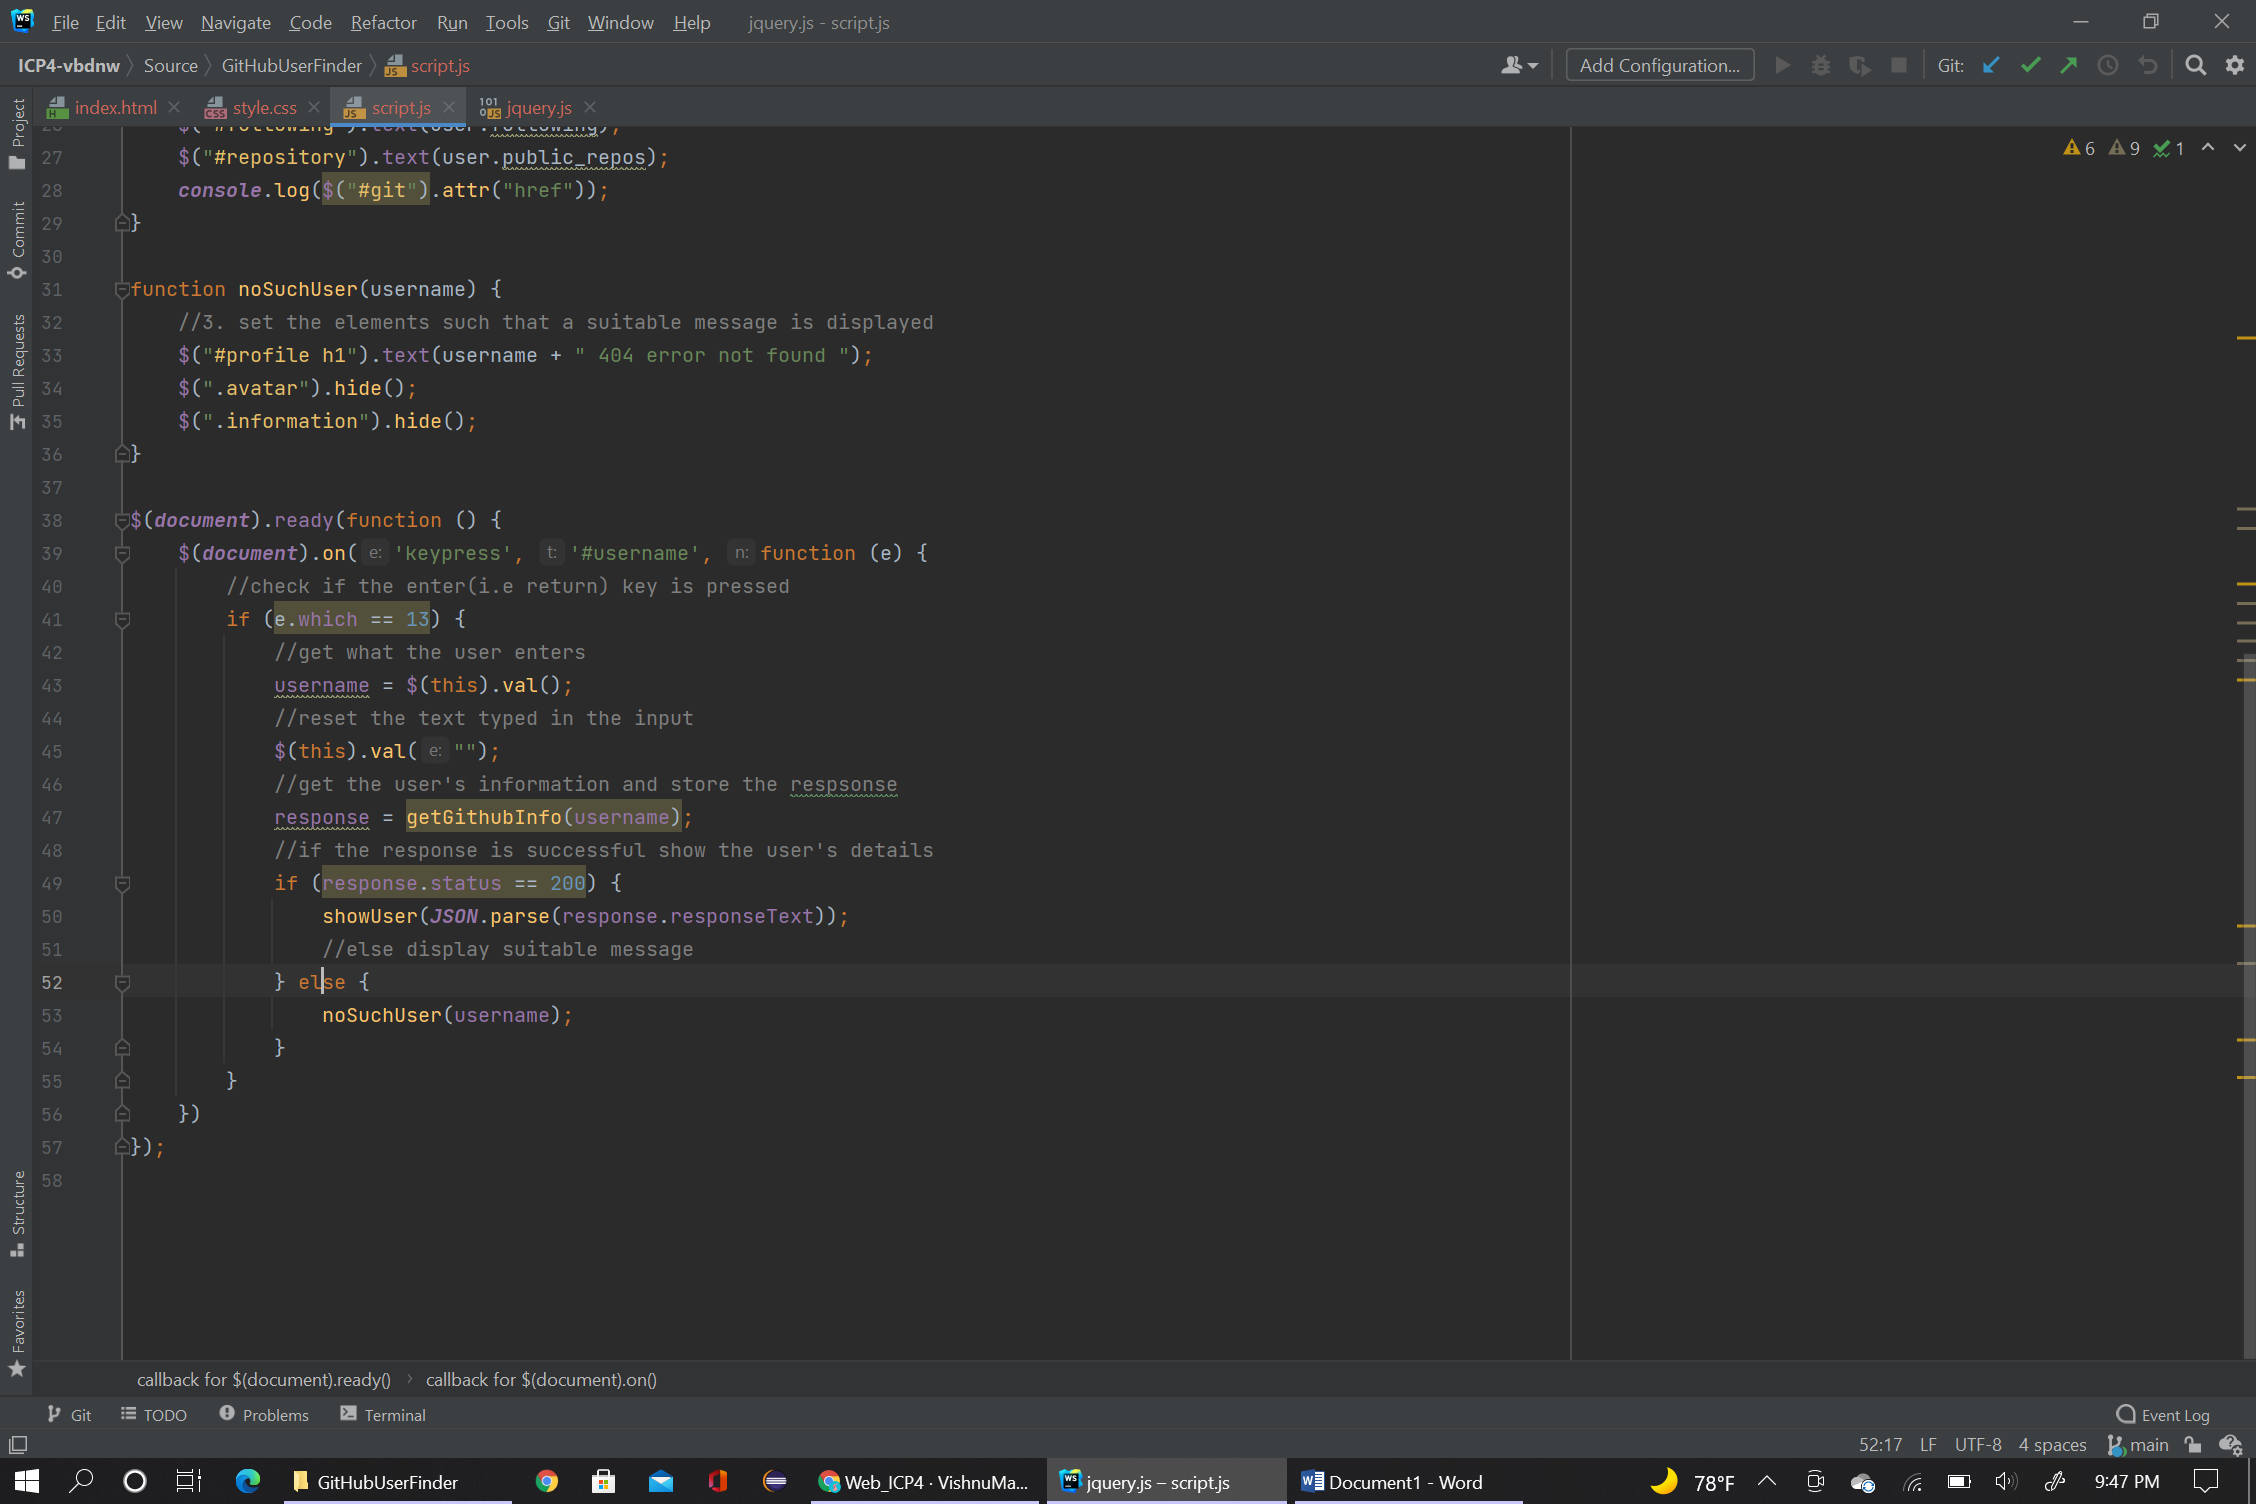 File Edit View Navigate Code Refactor Run Tools Git Window Help jquery.js - script.js
ICP4-vbdnw Source GitHubUserFinder script.js Add Configuration... Git:
index.html style.css script.js jquery.js
6 9 1
27 $("#repository").text(user.public_repos);
28 console.log($("#git").attr("href"));
29 }
30
31 function noSuchUser(username) {
32 //3. set the elements such that a suitable message is displayed
33 $("#profile h1").text(username + " 404 error not found ");
34 $(".avatar").hide();
35 $(".information").hide();
36 }
37
38 $(document).ready(function () {
39 $(document).on( e: 'keypress', t: '#username', n: function (e) {
40 //check if the enter(i.e return) key is pressed
41 if (e.which == 13) {
42 //get what the user enters
43 username = $(this).val();
44 //reset the text typed in the input
45 $(this).val( e: "");
46 //get the user's information and store the respsonse
47 response = getGithubInfo(username);
48 //if the response is successful show the user's details
49 if (response.status == 200) {
50 showUser(JSON.parse(response.responseText));
51 //else display suitable message
52 } else {
53 noSuchUser(username);
54 }
55 }
56 })
57 });
58
Project
Commit
Pull Requests
Structure
Favorites
callback for $(document).ready() callback for $(document).on()
Git TODO Problems Terminal Event Log
52:17 LF UTF-8 4 spaces main
GitHubUserFinder Web_ICP4 · VishnuMa... jquery.js – script.js Document1 - Word 78°F 9:47 PM